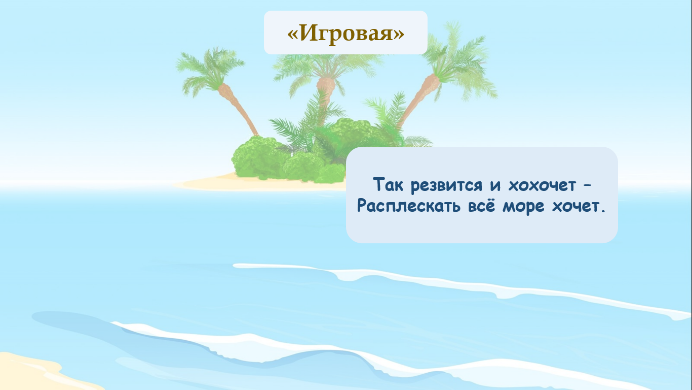 «Игровая»
Так резвится и хохочет –
Расплескать всё море хочет.